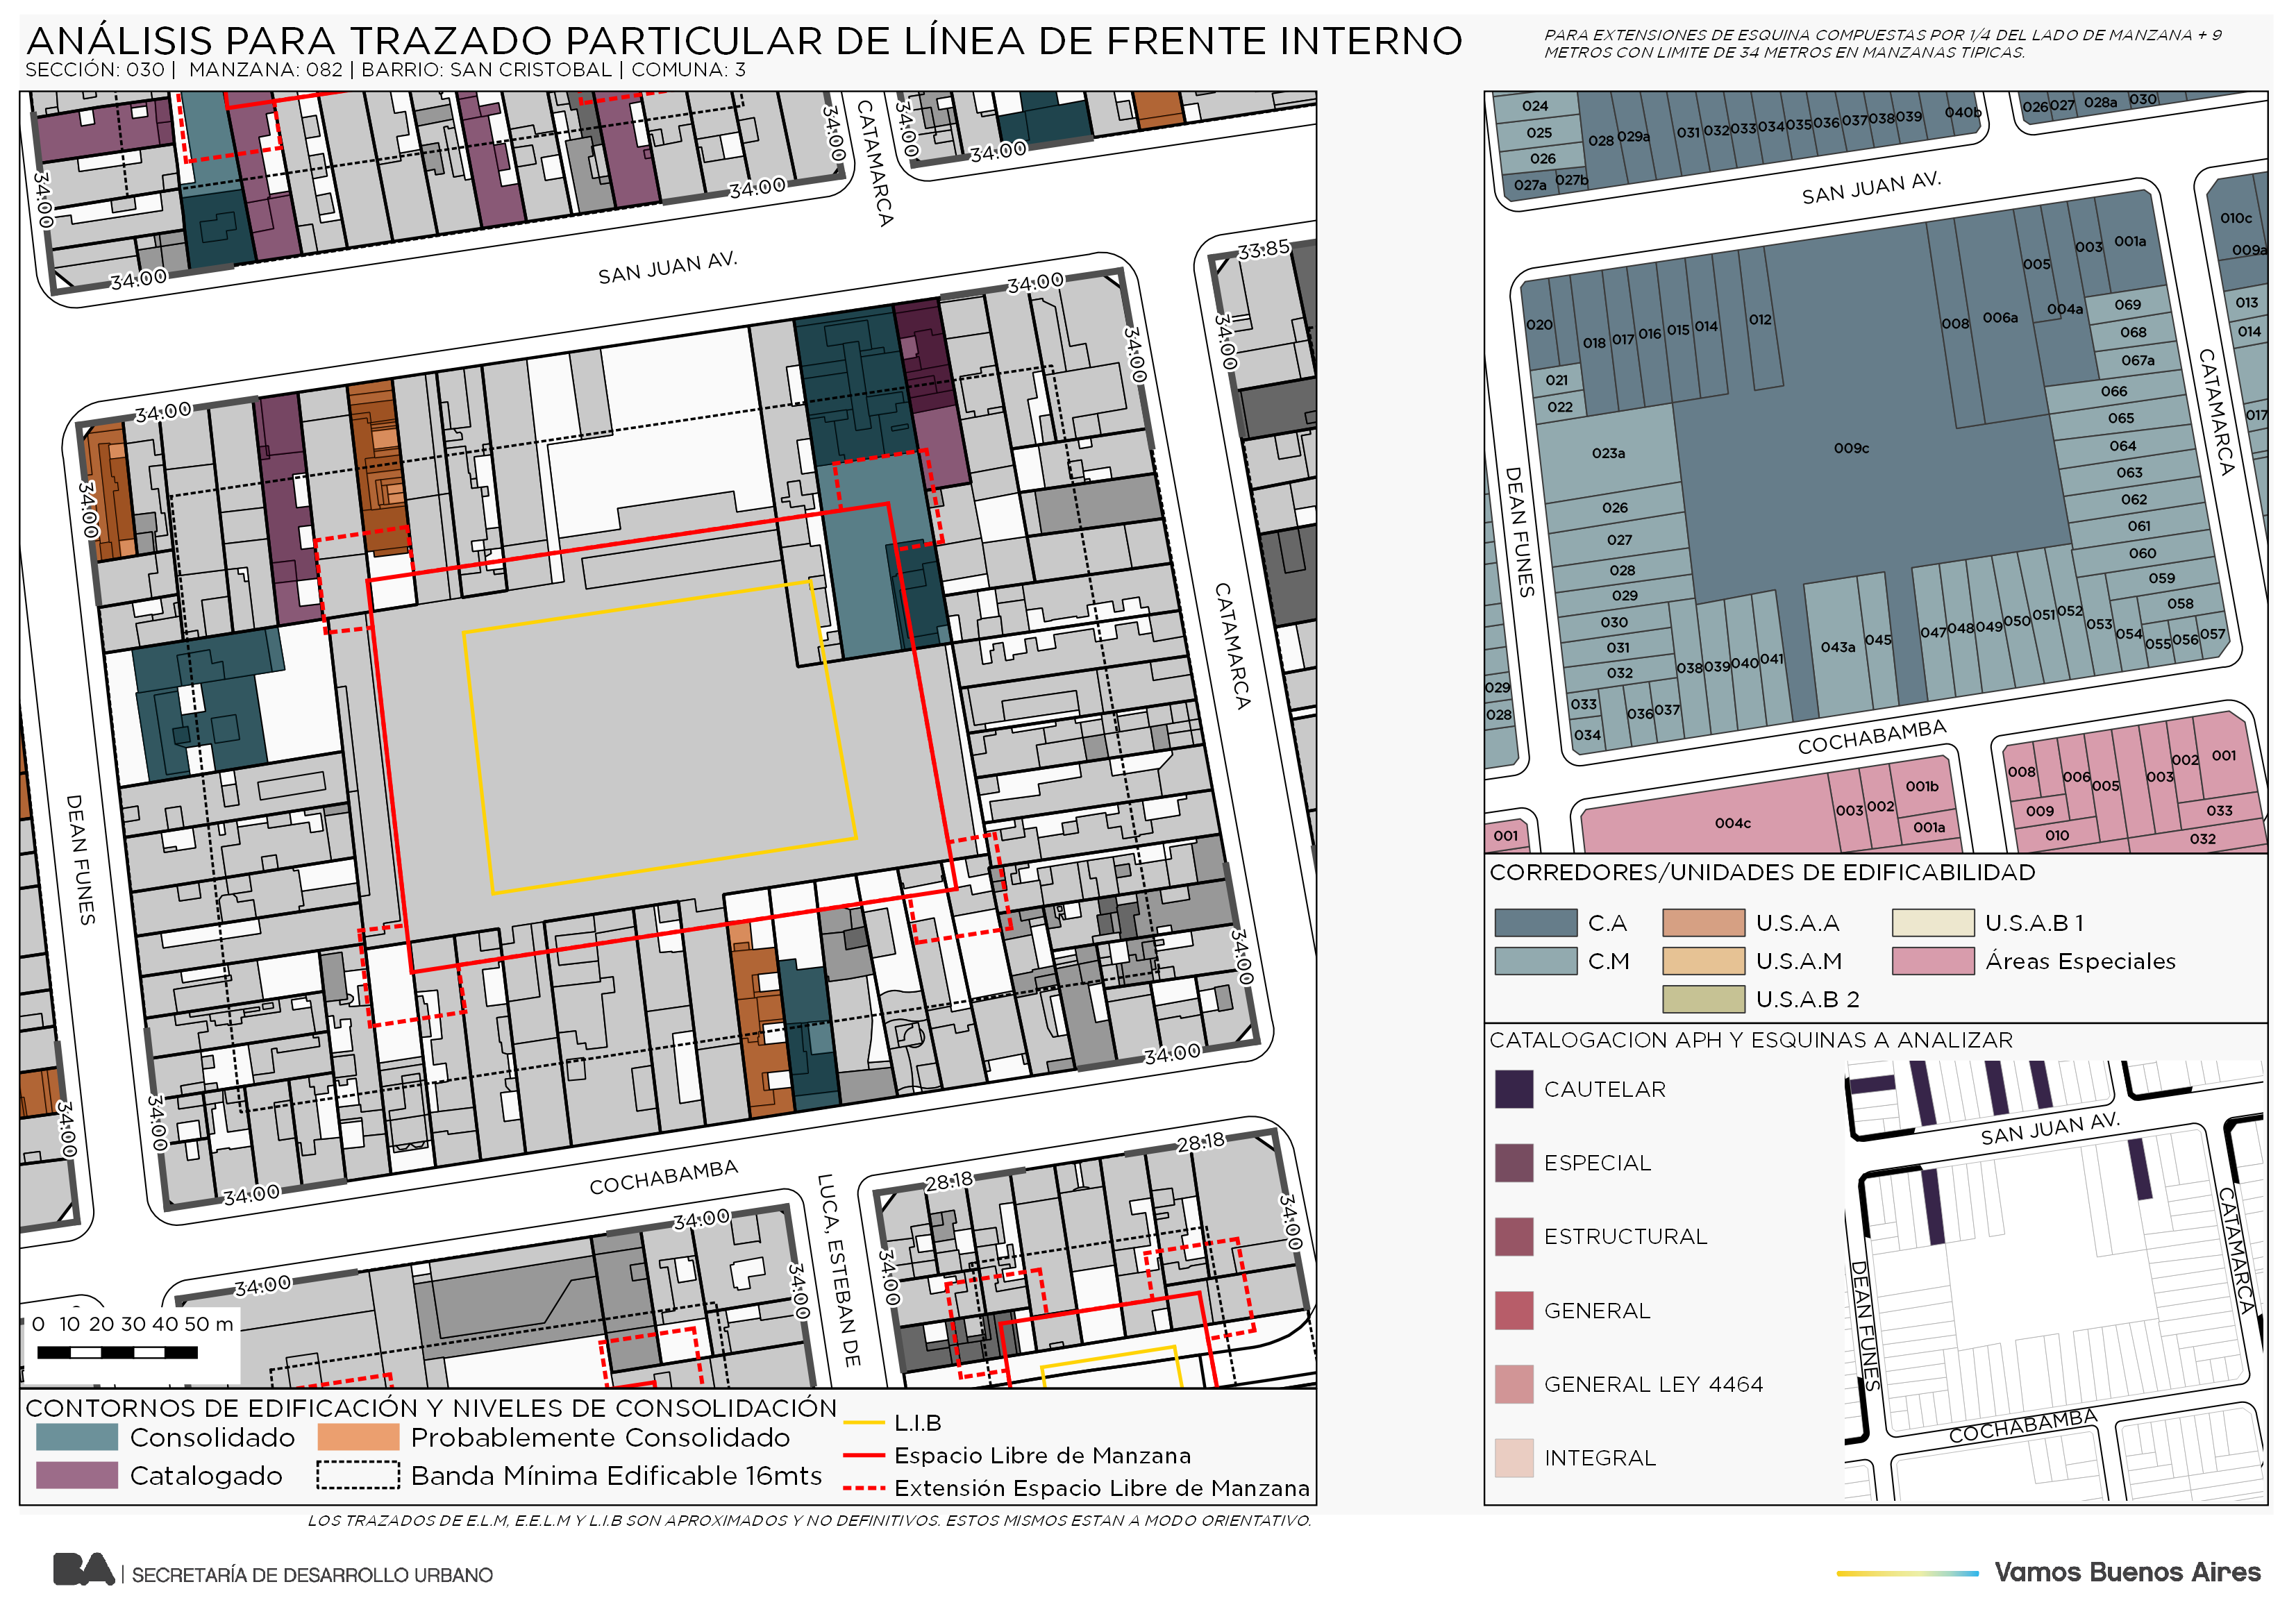 ANÁLISIS PARA TRAZADO PARTICULAR DE LÍNEA DE FRENTE INTERNO
SECCIÓN: 030 | MANZANA: 082 | BARRIO: SAN CRISTOBAL | COMUNA: 3
PARA EXTENSIONES DE ESQUINA COMPUESTAS POR 1/4 DEL LADO DE MANZANA + 9
METROS CON LIMITE DE 34 METROS EN MANZANAS TIPICAS.
34.00
34.00
34.00
34.00
CATAMARCA
34.00
34.00
SAN JUAN AV.
33.85
34.00
34.00
34.00
34.00
34.00
CATAMARCA
DEAN FUNES
34.00
34.00
34.00
34.00
34.00
COCHABAMBA
LUCA, ESTEBAN DE
28.18
28.18
34.00
34.00
34.00
34.00
34.00
0 10 20 30 40 50 m
CONTORNOS DE EDIFICACIÓN Y NIVELES DE CONSOLIDACIÓN
Consolidado
Probablemente Consolidado
Catalogado
Banda Mínima Edificable 16mts
L.I.B
Espacio Libre de Manzana
Extensión Espacio Libre de Manzana
LOS TRAZADOS DE E.L.M, E.E.L.M Y L.I.B SON APROXIMADOS Y NO DEFINITIVOS. ESTOS MISMOS ESTAN A MODO ORIENTATIVO.
024
025
026
027a
027b
028
029a
031
032
033
034
035
036
037
038
039
040b
026
027
028a
030
SAN JUAN AV.
010c
009a
013
014
017
020
018
017
016
015
014
012
008
006a
005
004a
003
001a
069
068
067a
066
065
064
063
062
061
060
059
058
057
056
055
054
053
052
051
050
049
048
047
045
043a
041
040
039
038
037
036
034
033
032
031
030
029
028
027
026
023a
022
021
009c
029
028
DEAN FUNES
CATAMARCA
COCHABAMBA
001
004c
003
002
001b
001a
008
009
010
006
005
003
002
001
033
032
CORREDORES/UNIDADES DE EDIFICABILIDAD
C.A
U.S.A.A
U.S.A.B 1
C.M
U.S.A.M
Áreas Especiales
U.S.A.B 2
CATALOGACION APH Y ESQUINAS A ANALIZAR
CAUTELAR
ESPECIAL
ESTRUCTURAL
GENERAL
GENERAL LEY 4464
INTEGRAL
SAN JUAN AV.
CATAMARCA
DEAN FUNES
COCHABAMBA
BA | SECRETARÍA DE DESARROLLO URBANO
Vamos Buenos Aires